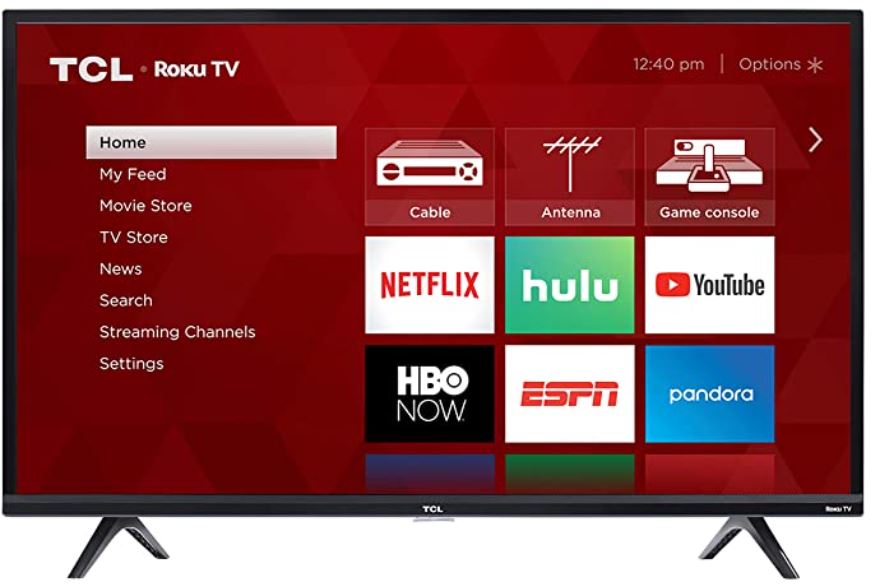 TCL • Roku TV
12:40 pm | Options
Home
My Feed
Movie Store
TV Store
News
Search
Streaming Channels
Settings
Cable
Antenna
Game console
NETFLIX
hulu
YouTube
HBO
NOW
ESPN
pandora
TCL
Roku TV